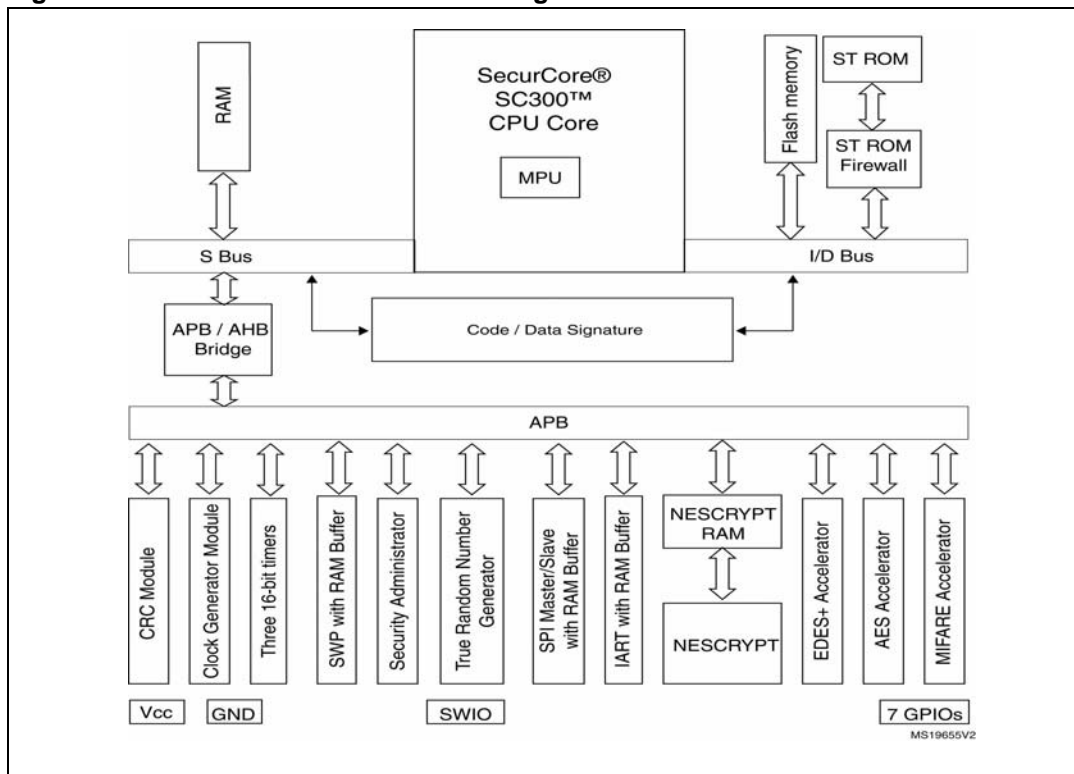 RAM
SecurCore®
SC300™
CPU Core
MPU
Flash memory
ST ROM
ST ROM
Firewall
S Bus
I/D Bus
APB / AHB
Bridge
Code / Data Signature
APB
CRC Module
Clock Generator Module
Three 16-bit timers
SWP with RAM Buffer
Security Administrator
True Random Number
Generator
SPI Master/Slave
with RAM Buffer
IART with RAM Buffer
NESCRYPT
RAM
NESCRYPT
EDES+ Accelerator
AES Accelerator
MIFARE Accelerator
Vcc
GND
SWIO
7 GPIOs
MS19655V2